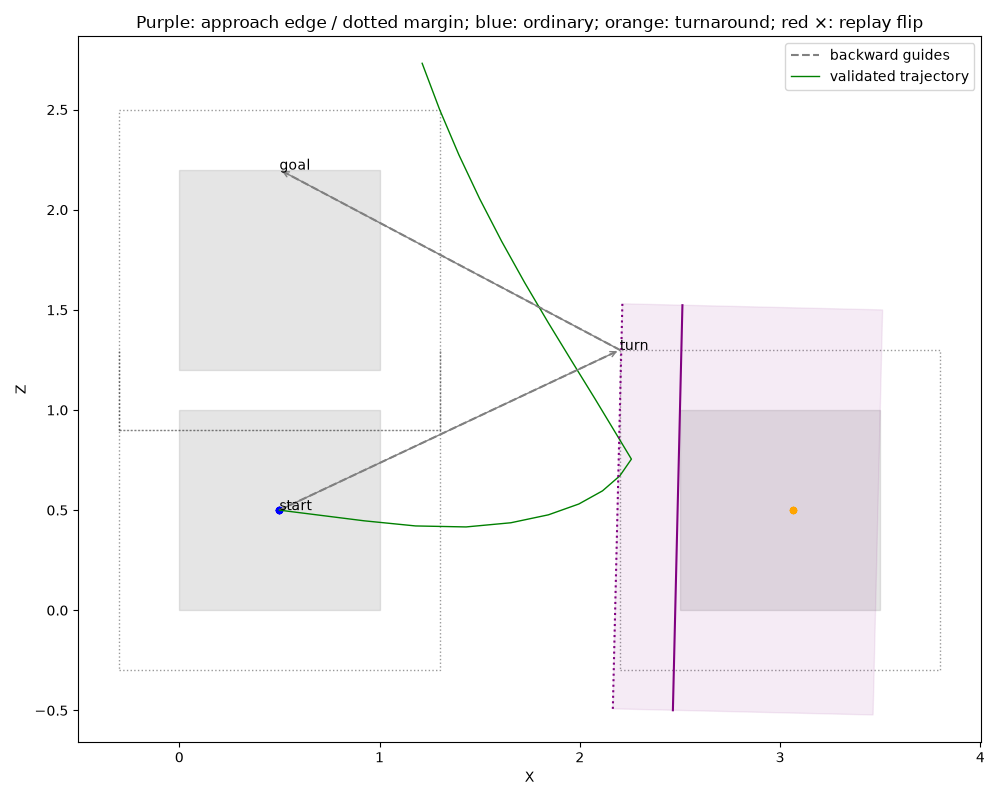 Purple: approach edge / dotted margin; blue: ordinary; orange: turnaround; red ×: replay flip
backward guides
validated trajectory
2.5
goal
2.0
1.5
turn
Z
1.0
start
0.5
0.0
−0.5
0
1
2
3
4
X